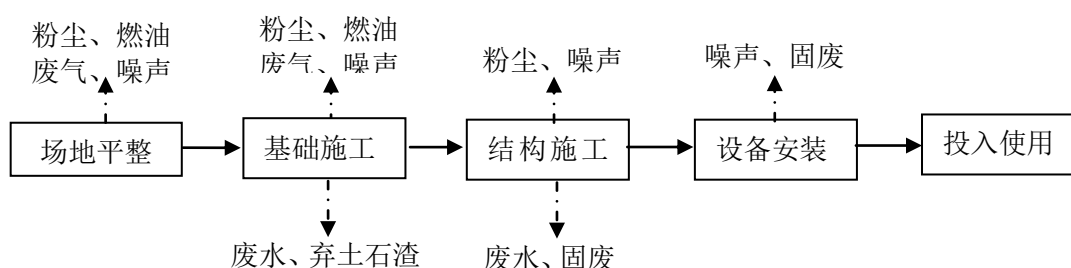 粉尘、燃油
废气、噪声
粉尘、燃油
废气、噪声
粉尘、噪声
噪声、固废
场地平整
基础施工
结构施工
设备安装
投入使用
废水、弃土石渣
废水、固废